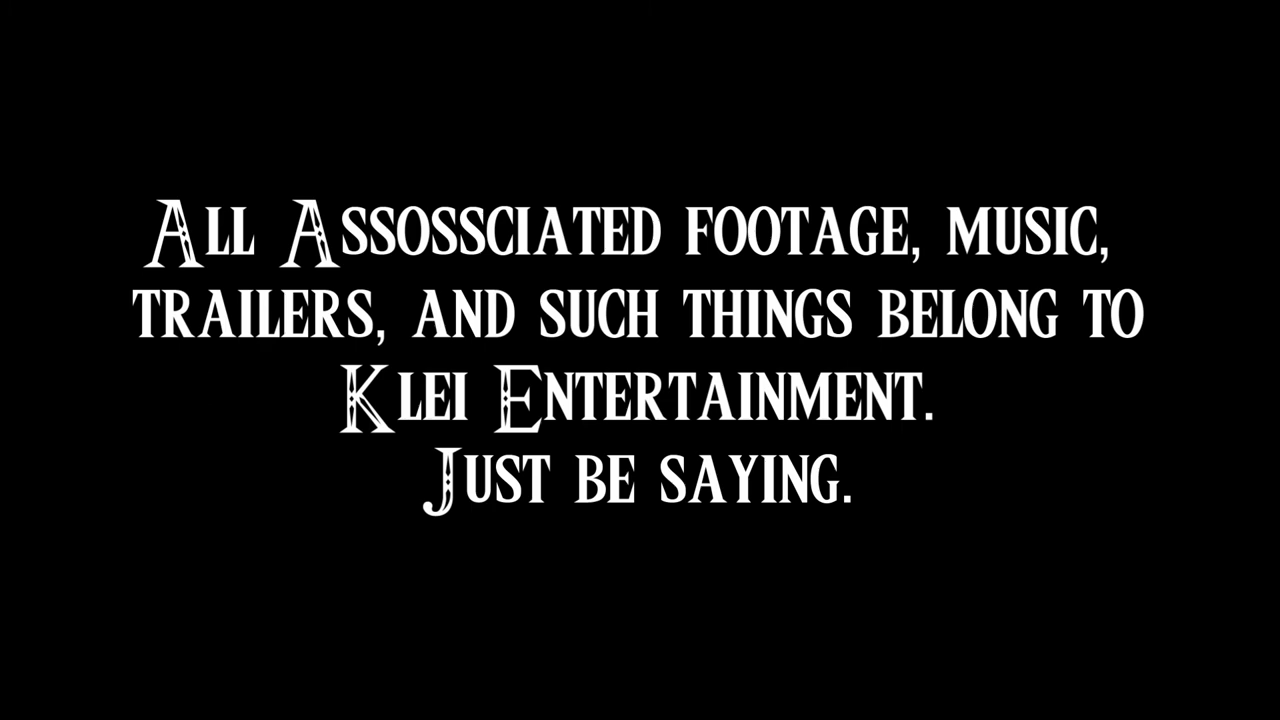 All Assossciated footage, music,
trailers, and such things belong to
Klei Entertainment.
Just be saying.